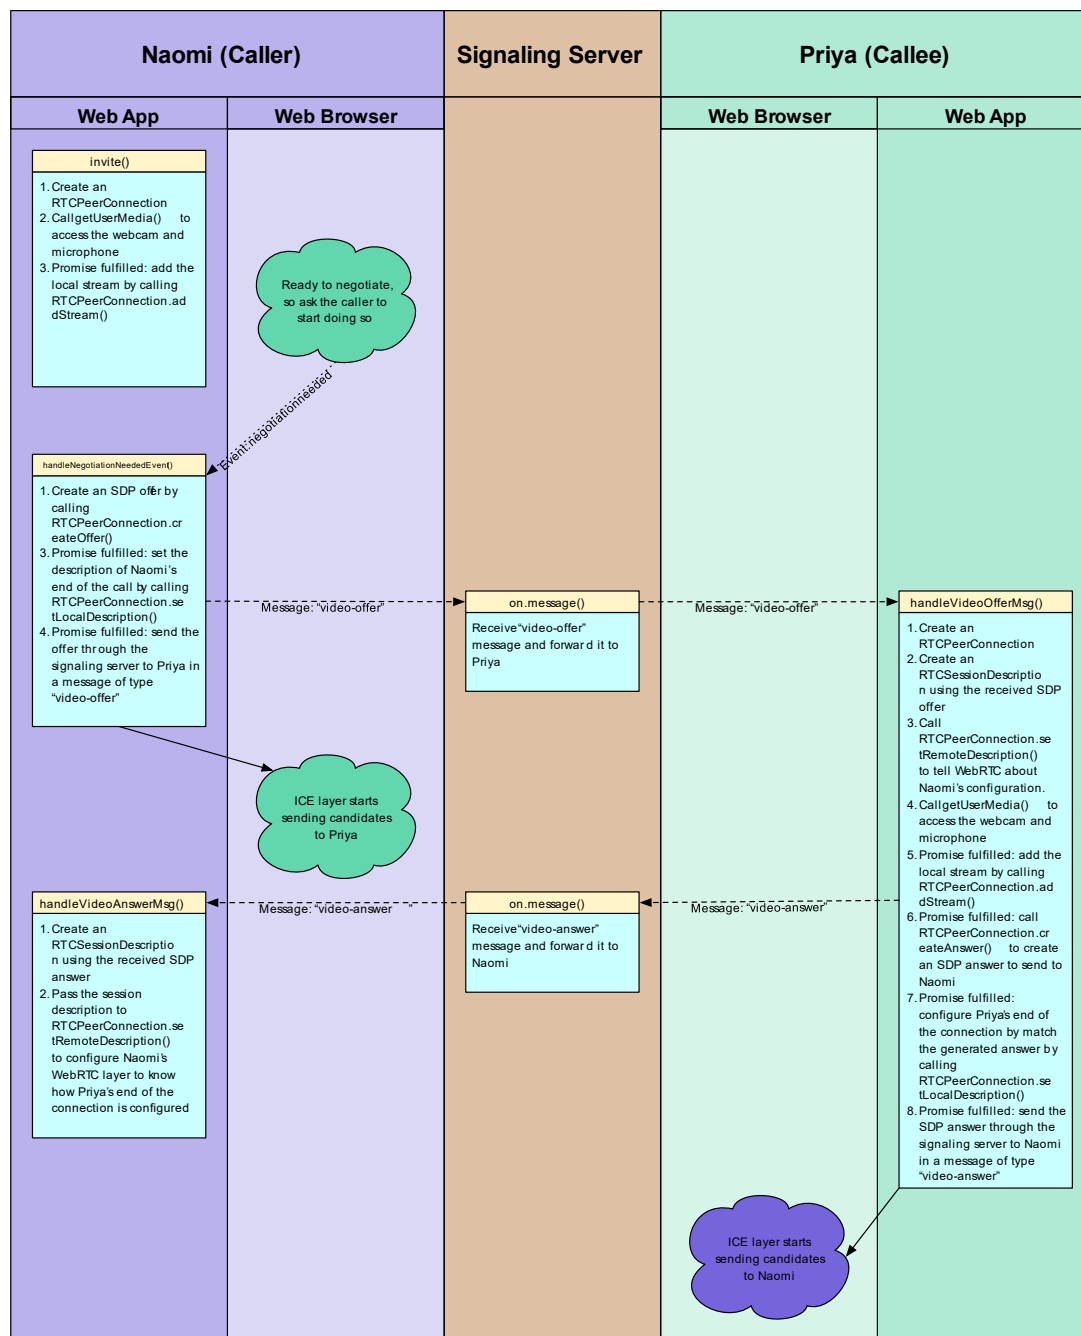 Naomi (Caller)
Signaling Server
Priya (Callee)
Web App
Web Browser
Web Browser
Web App
invite()
1. Create an
RTCPeerConnection
2. CallgetUserMedia() to
access the webcam and
microphone
3. Promise fulfilled: add the
local stream by calling
RTCPeerConnection.ad
dStream()
Ready to negotiate,
so ask the caller to
start doing so
Event:negotiationneeded
handleNegotiationNeededEvent()
1. Create an SDP offer by
calling
RTCPeerConnection.cr
eateOffer()
3. Promise fulfilled: set the
description of Naomi's
end of the call by calling
RTCPeerConnection.se
tLocalDescription()
4. Promise fulfilled: send the
offer through the
signaling server to Priya in
a message of type
"video-offer"
Message: "video-offer"
on.message()
Receive"video-offer"
message and forward it to
Priya
Message: "video-offer"
handleVideoOfferMsg()
1. Create an
RTCPeerConnection
2. Create an
RTCSessionDescriptio
n using the received SDP
offer
3. Call
RTCPeerConnection.se
tRemoteDescription()
to tell WebRTC about
Naomi's configuration.
4. CallgetUserMedia() to
access the webcam and
microphone
5. Promise fulfilled: add the
local stream by calling
RTCPeerConnection.ad
dStream()
6. Promise fulfilled: call
RTCPeerConnection.cr
eateAnswer() to create
an SDP answer to send to
Naomi
7. Promise fulfilled:
configure Priya's end of
the connection by match
the generated answer by
calling
RTCPeerConnection.se
tLocalDescription()
8. Promise fulfilled: send the
SDP answer through the
signaling server to Naomi
in a message of type
"video-answer"
ICE layer starts
sending candidates
to Priya
Message: "video-answer"
on.message()
Receive"video-answer"
message and forward it to
Naomi
Message: "video-answer"
handleVideoAnswerMsg()
1. Create an
RTCSessionDescriptio
n using the received SDP
answer
2. Pass the session
description to
RTCPeerConnection.se
tRemoteDescription()
to configure Naomi's
WebRTC layer to know
how Priya's end of the
connection is configured
ICE layer starts
sending candidates
to Naomi